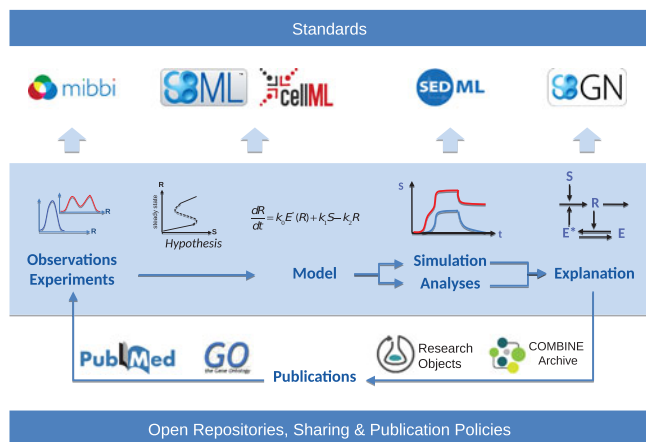 Standards
mibbi
SBML
cellML
SED ML
SBGN
R
R
R
steady state
S
Hypothesis
dR/dt = k₀E*(R) + k₁S − k₂R
S
t
S
R
E* E
Observations
Experiments
Model
Simulation
Analyses
Explanation
PubMed
GO
the Gene Ontology
Research
Objects
COMBINE
Archive
Publications
Open Repositories, Sharing & Publication Policies